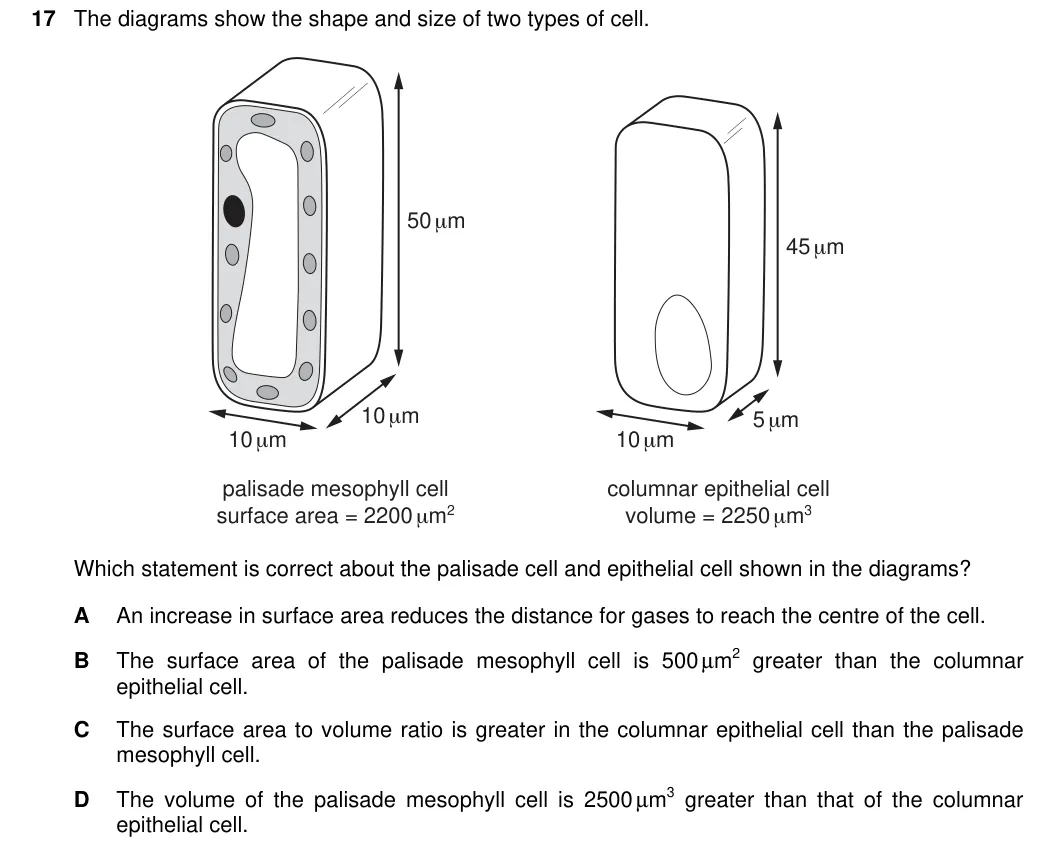 17 The diagrams show the shape and size of two types of cell.
50 µm
45 µm
10 µm
5 µm
10 µm
10 µm
palisade mesophyll cell
surface area = 2200 µm²
columnar epithelial cell
volume = 2250 µm³
Which statement is correct about the palisade cell and epithelial cell shown in the diagrams?
A An increase in surface area reduces the distance for gases to reach the centre of the cell.
B The surface area of the palisade mesophyll cell is 500 µm² greater than the columnar
epithelial cell.
C The surface area to volume ratio is greater in the columnar epithelial cell than the palisade
mesophyll cell.
D The volume of the palisade mesophyll cell is 2500 µm³ greater than that of the columnar
epithelial cell.